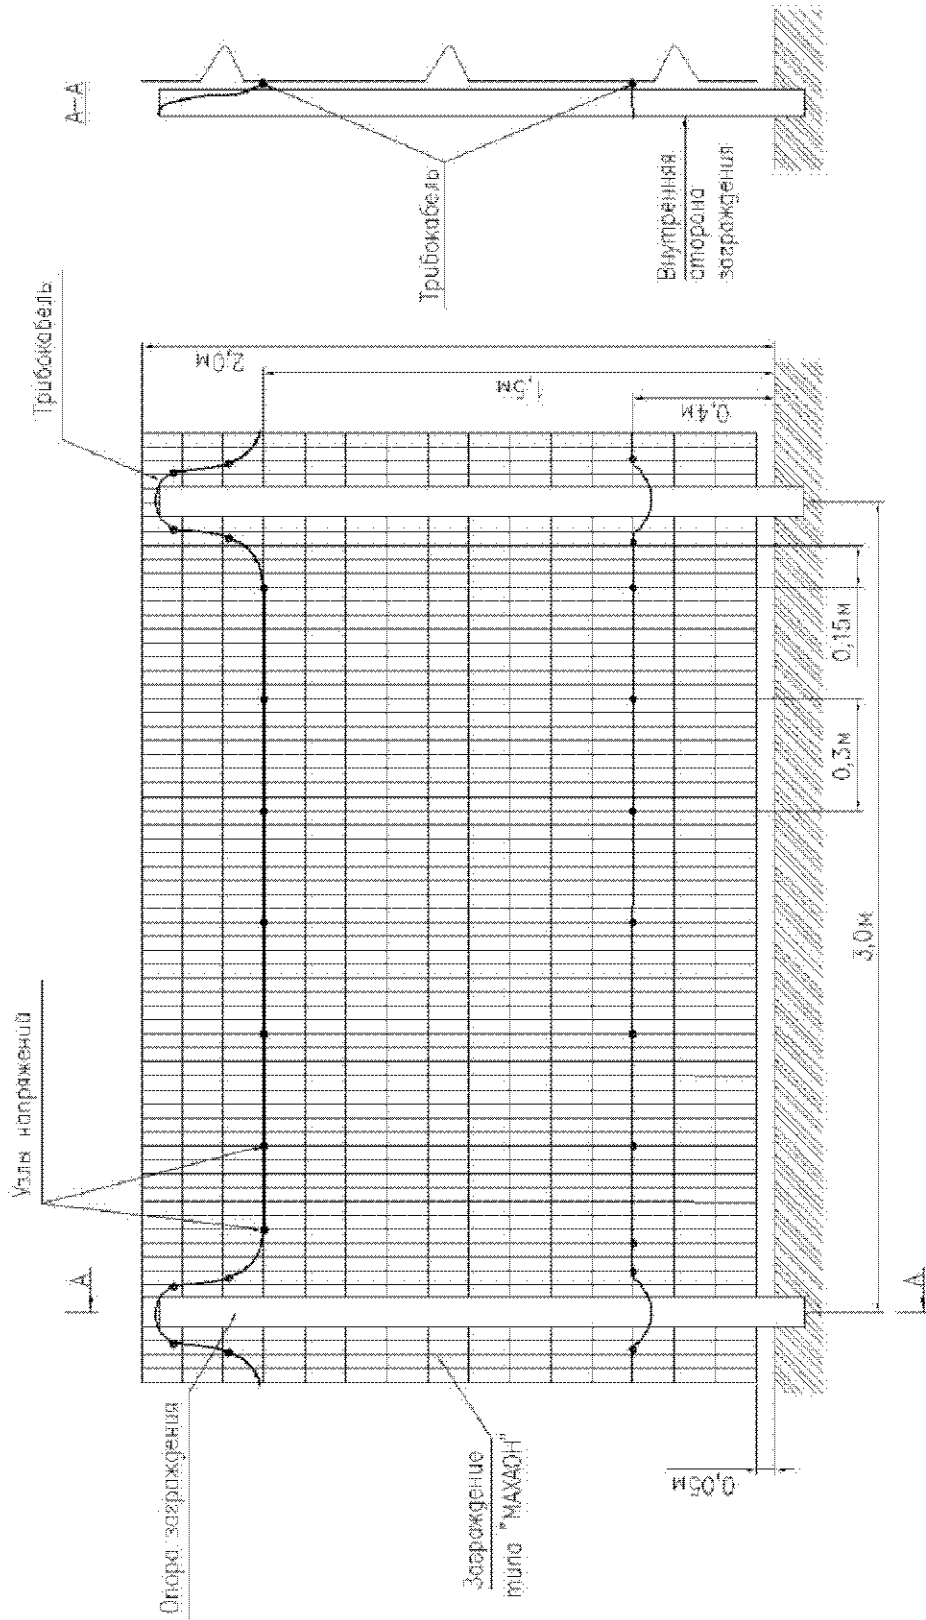 Узлы напряжений
Трибокабель
А-А
А
Опора заграждения
Заграждение
типа "МАХАОН"
2,0м
1,5м
0,4м
0,05м
0,3м
0,15м
3,0м
А
Трибокабель
Внутренняя
сторона
заграждения